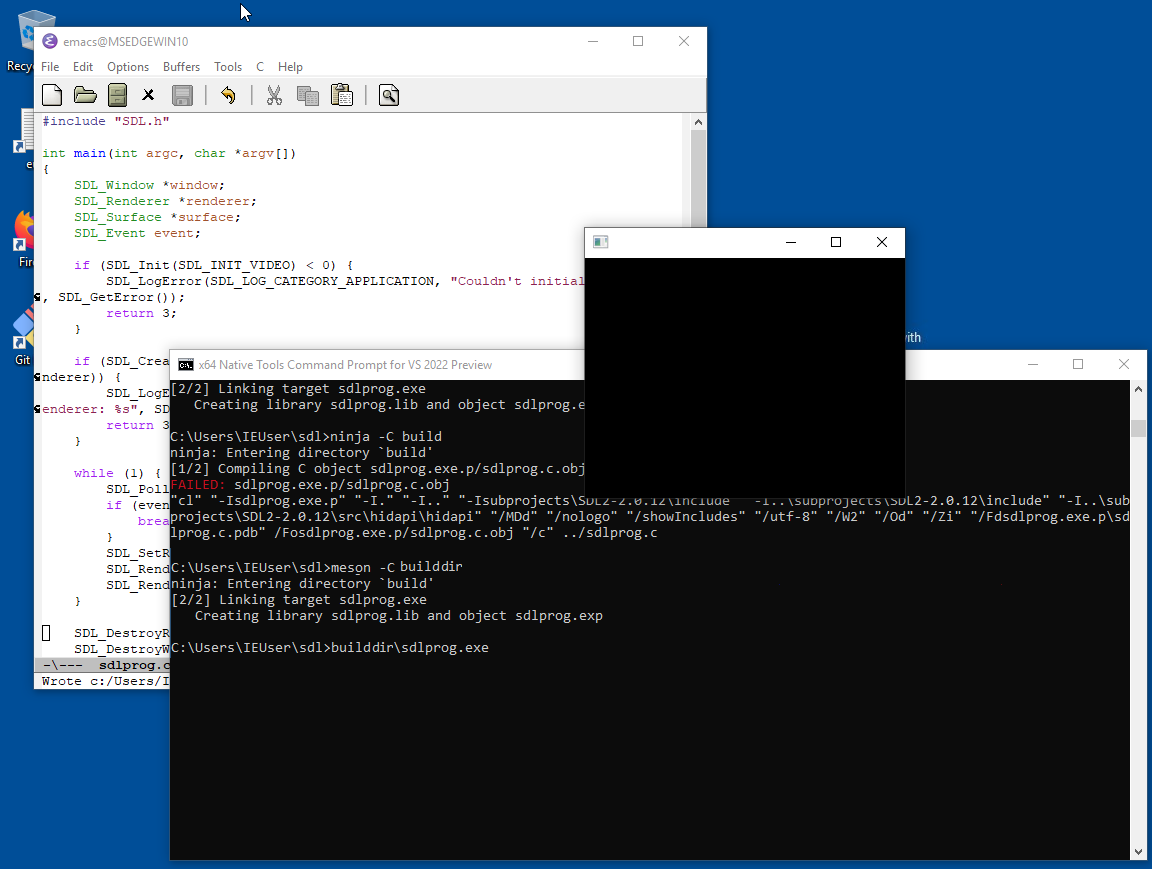 Recy
emacs@MSEDGEWIN10
File Edit Options Buffers Tools C Help
#include "SDL.h"
int main(int argc, char *argv[])
{
SDL_Window *window;
SDL_Renderer *renderer;
SDL_Surface *surface;
SDL_Event event;
if (SDL_Init(SDL_INIT_VIDEO) < 0) {
SDL_LogError(SDL_LOG_CATEGORY_APPLICATION, "Couldn't initial
, SDL_GetError());
return 3;
}
if (SDL_Crea
nderer)) {
SDL_LogE
enderer: %s", SD
return 3
}
while (1) {
SDL_Poll
if (even
brea
}
SDL_SetR
SDL_Rend
SDL_Rend
}
SDL_DestroyR
SDL_DestroyW
-\--- sdlprog.c
Wrote c:/Users/I
e
Fir
Git
ith
x64 Native Tools Command Prompt for VS 2022 Preview
[2/2] Linking target sdlprog.exe
Creating library sdlprog.lib and object sdlprog.e
C:\Users\IEUser\sdl>ninja -C build
ninja: Entering directory `build'
[1/2] Compiling C object sdlprog.exe.p/sdlprog.c.obj
FAILED: sdlprog.exe.p/sdlprog.c.obj
"cl" "-Isdlprog.exe.p" "-I." "-I.." "-Isubprojects\SDL2-2.0.12\include" "-I..\subprojects\SDL2-2.0.12\include" "-I..\sub
projects\SDL2-2.0.12\src\hidapi\hidapi" "/MDd" "/nologo" "/showIncludes" "/utf-8" "/W2" "/Od" "/Zi" "/Fdsdlprog.exe.p\sd
lprog.c.pdb" /Fosdlprog.exe.p/sdlprog.c.obj "/c" ../sdlprog.c
C:\Users\IEUser\sdl>meson -C builddir
ninja: Entering directory `build'
[2/2] Linking target sdlprog.exe
Creating library sdlprog.lib and object sdlprog.exp
C:\Users\IEUser\sdl>builddir\sdlprog.exe